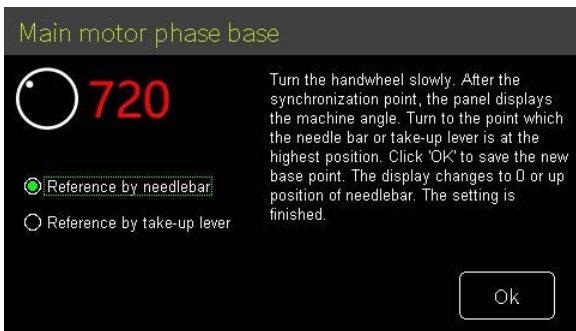 Main motor phase base
720
Reference by needlebar
Reference by take-up lever
Turn the handwheel slowly. After the
synchronization point, the panel displays
the machine angle. Turn to the point which
the needle bar or take-up lever is at the
highest position. Click 'OK' to save the new
base point. The display changes to 0 or up
position of needlebar. The setting is
finished.
Ok